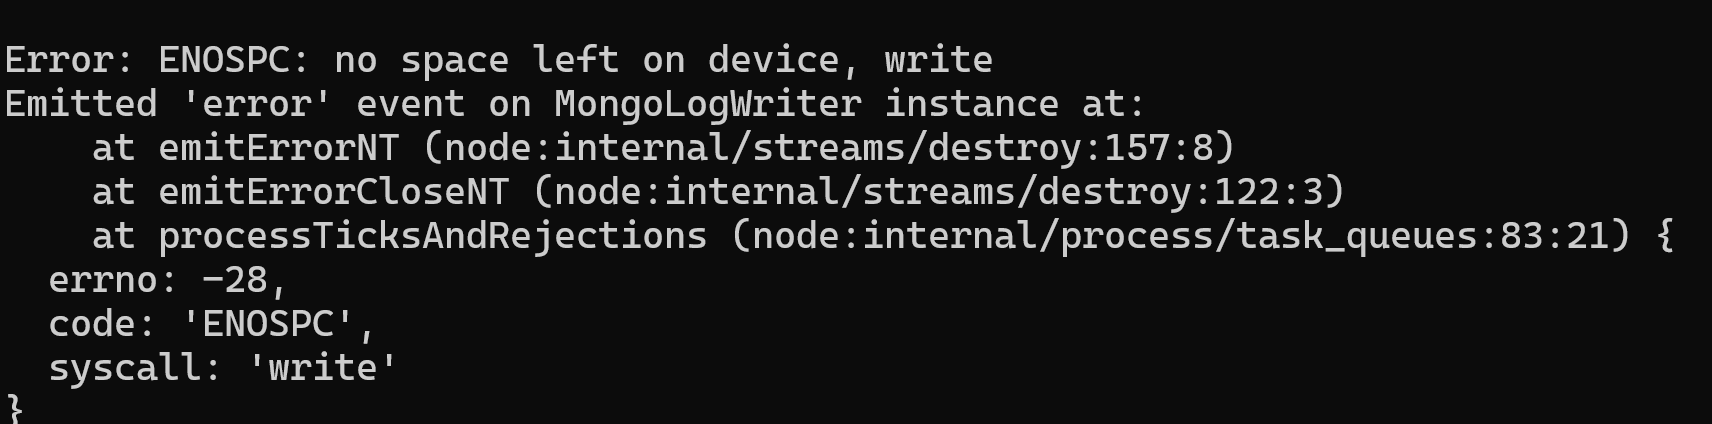 Error: ENOSPC: no space left on device, write
Emitted 'error' event on MongoLogWriter instance at:
    at emitErrorNT (node:internal/streams/destroy:157:8)
    at emitErrorCloseNT (node:internal/streams/destroy:122:3)
    at processTicksAndRejections (node:internal/process/task_queues:83:21) {
  errno: -28,
  code: 'ENOSPC',
  syscall: 'write'
}